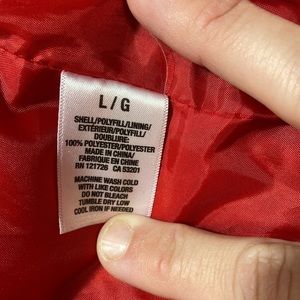 L / G
SHELL/POLYFILL/LINING/
EXTÉRIEUR/POLYFILL/
DOUBLURE:
100% POLYESTER/POLYESTER
MADE IN CHINA/
FABRIQUE EN CHINE
RN 121726 CA 53201
MACHINE WASH COLD
WITH LIKE COLORS
DO NOT BLEACH
TUMBLE DRY LOW
COOL IRON IF NEEDED